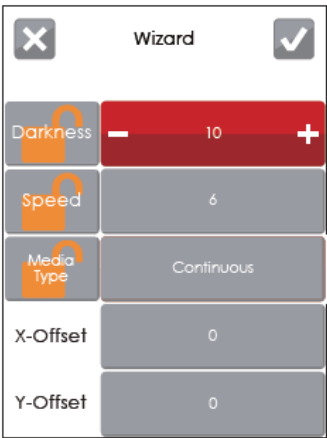 Wizard
Darkness
− 10 +
Speed
6
Media
Type
Continuous
X-Offset
0
Y-Offset
0